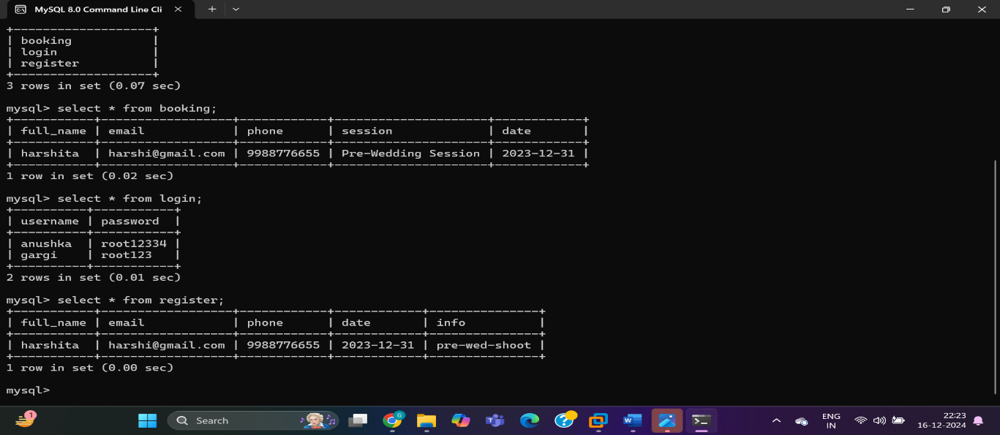 MySQL 8.0 Command Line Cli
+-------------------+
| booking           |
| login             |
| register          |
+-------------------+
3 rows in set (0.07 sec)
mysql> select * from booking;
+-----------+------------------+------------+---------------------+------------+
| full_name | email            | phone      | session             | date       |
+-----------+------------------+------------+---------------------+------------+
| harshita  | harshi@gmail.com | 9988776655 | Pre-Wedding Session | 2023-12-31 |
+-----------+------------------+------------+---------------------+------------+
1 row in set (0.02 sec)
mysql> select * from login;
+----------+-----------+
| username | password  |
+----------+-----------+
| anushka  | root12334 |
| gargi    | root123   |
+----------+-----------+
2 rows in set (0.01 sec)
mysql> select * from register;
+-----------+------------------+------------+------------+---------------+
| full_name | email            | phone      | date       | info          |
+-----------+------------------+------------+------------+---------------+
| harshita  | harshi@gmail.com | 9988776655 | 2023-12-31 | pre-wed-shoot |
+-----------+------------------+------------+------------+---------------+
1 row in set (0.00 sec)
mysql>
1
Search
G
ENG
IN
22:23
16-12-2024